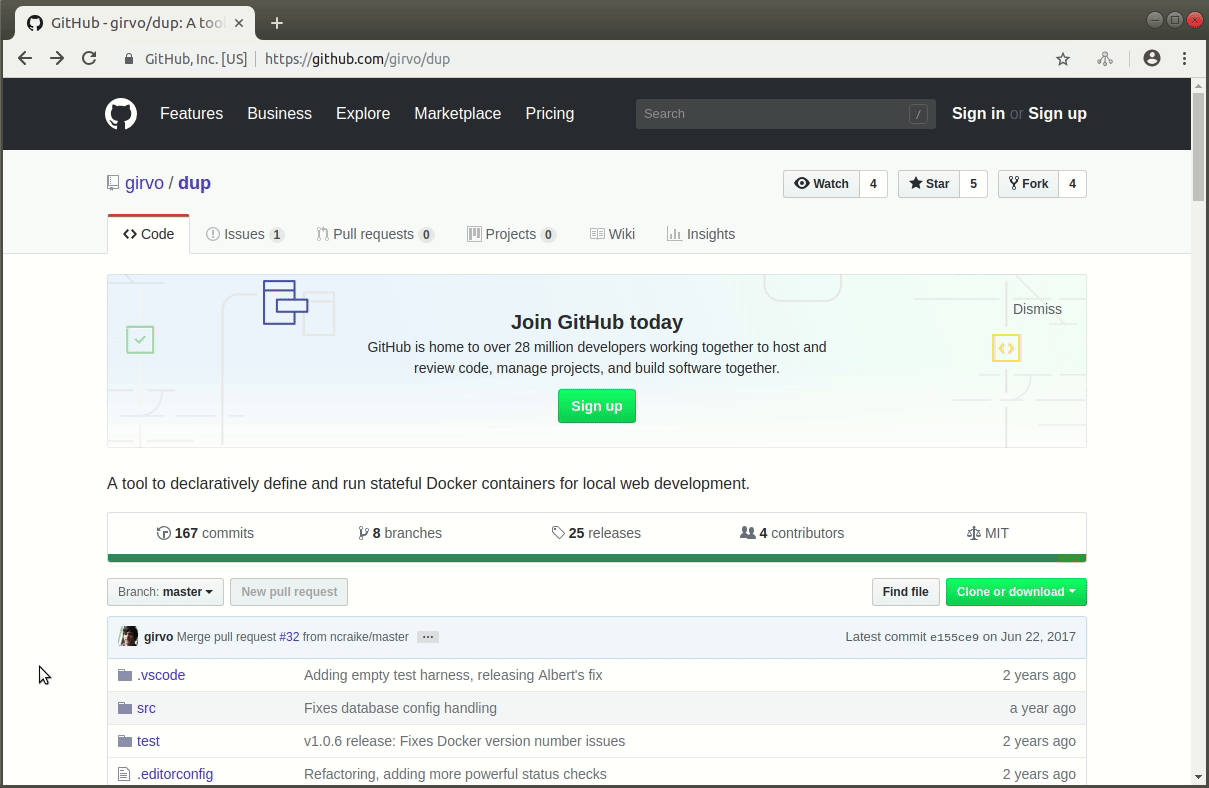 GitHub - girvo/dup: A tool
GitHub, Inc. [US] https://github.com/girvo/dup
Features Business Explore Marketplace Pricing Search / Sign in or Sign up
girvo / dup Watch 4 Star 5 Fork 4
Code Issues 1 Pull requests 0 Projects 0 Wiki Insights
Dismiss
Join GitHub today
GitHub is home to over 28 million developers working together to host and
review code, manage projects, and build software together.
Sign up
A tool to declaratively define and run stateful Docker containers for local web development.
167 commits 8 branches 25 releases 4 contributors MIT
Branch: master New pull request Find file Clone or download
girvo Merge pull request #32 from ncraike/master ... Latest commit e155ce9 on Jun 22, 2017
.vscode Adding empty test harness, releasing Albert's fix 2 years ago
src Fixes database config handling a year ago
test v1.0.6 release: Fixes Docker version number issues 2 years ago
.editorconfig Refactoring, adding more powerful status checks 2 years ago